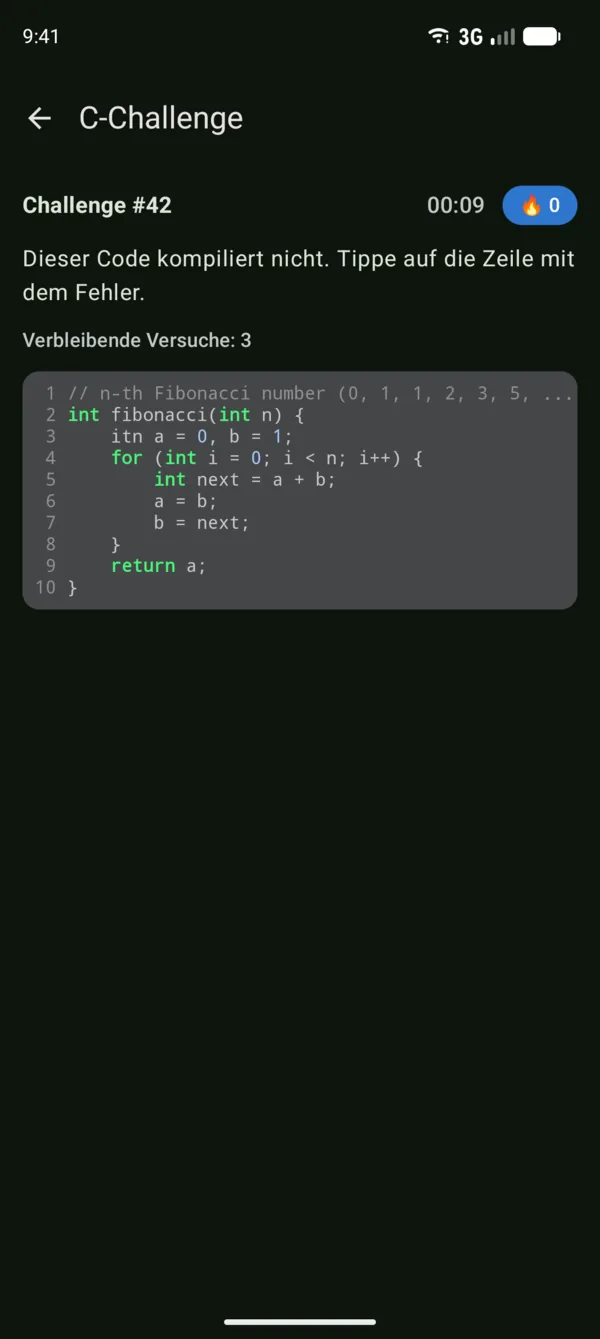 9:41
3G
C-Challenge
Challenge #42
00:09
🔥 0
Dieser Code kompiliert nicht. Tippe auf die Zeile mit
dem Fehler.
Verbleibende Versuche: 3
1 // n-th Fibonacci number (0, 1, 1, 2, 3, 5, ...
2 int fibonacci(int n) {
3     itn a = 0, b = 1;
4     for (int i = 0; i < n; i++) {
5         int next = a + b;
6         a = b;
7         b = next;
8     }
9     return a;
10 }